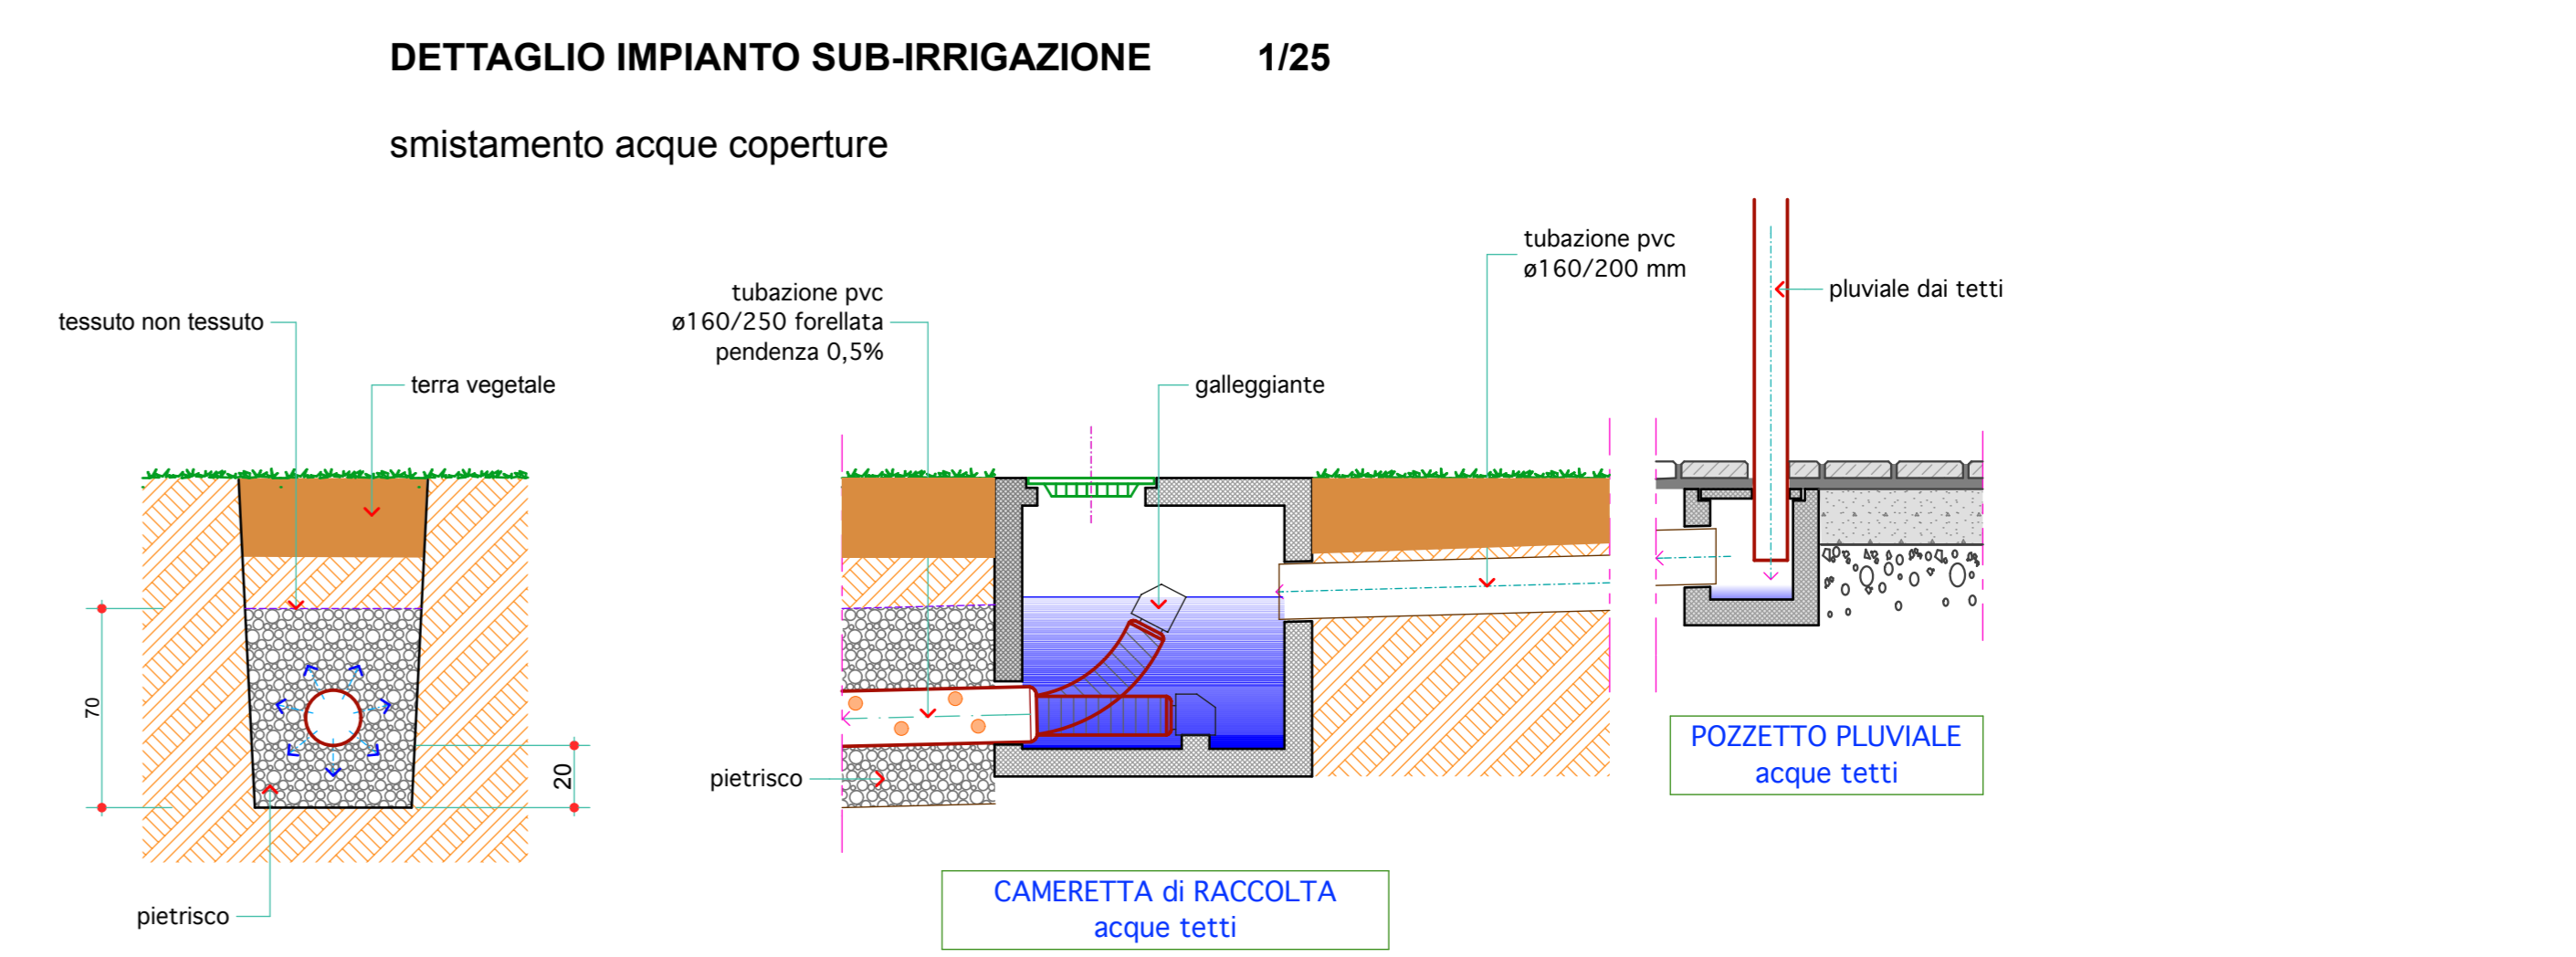 DETTAGLIO IMPIANTO SUB-IRRIGAZIONE 1/25
smistamento acque coperture
tessuto non tessuto
terra vegetale
70
20
pietrisco
tubazione pvc
ø160/250 forellata
pendenza 0,5%
galleggiante
tubazione pvc
ø160/200 mm
pluviale dai tetti
pietrisco
CAMERETTA di RACCOLTA
acque tetti
POZZETTO PLUVIALE
acque tetti